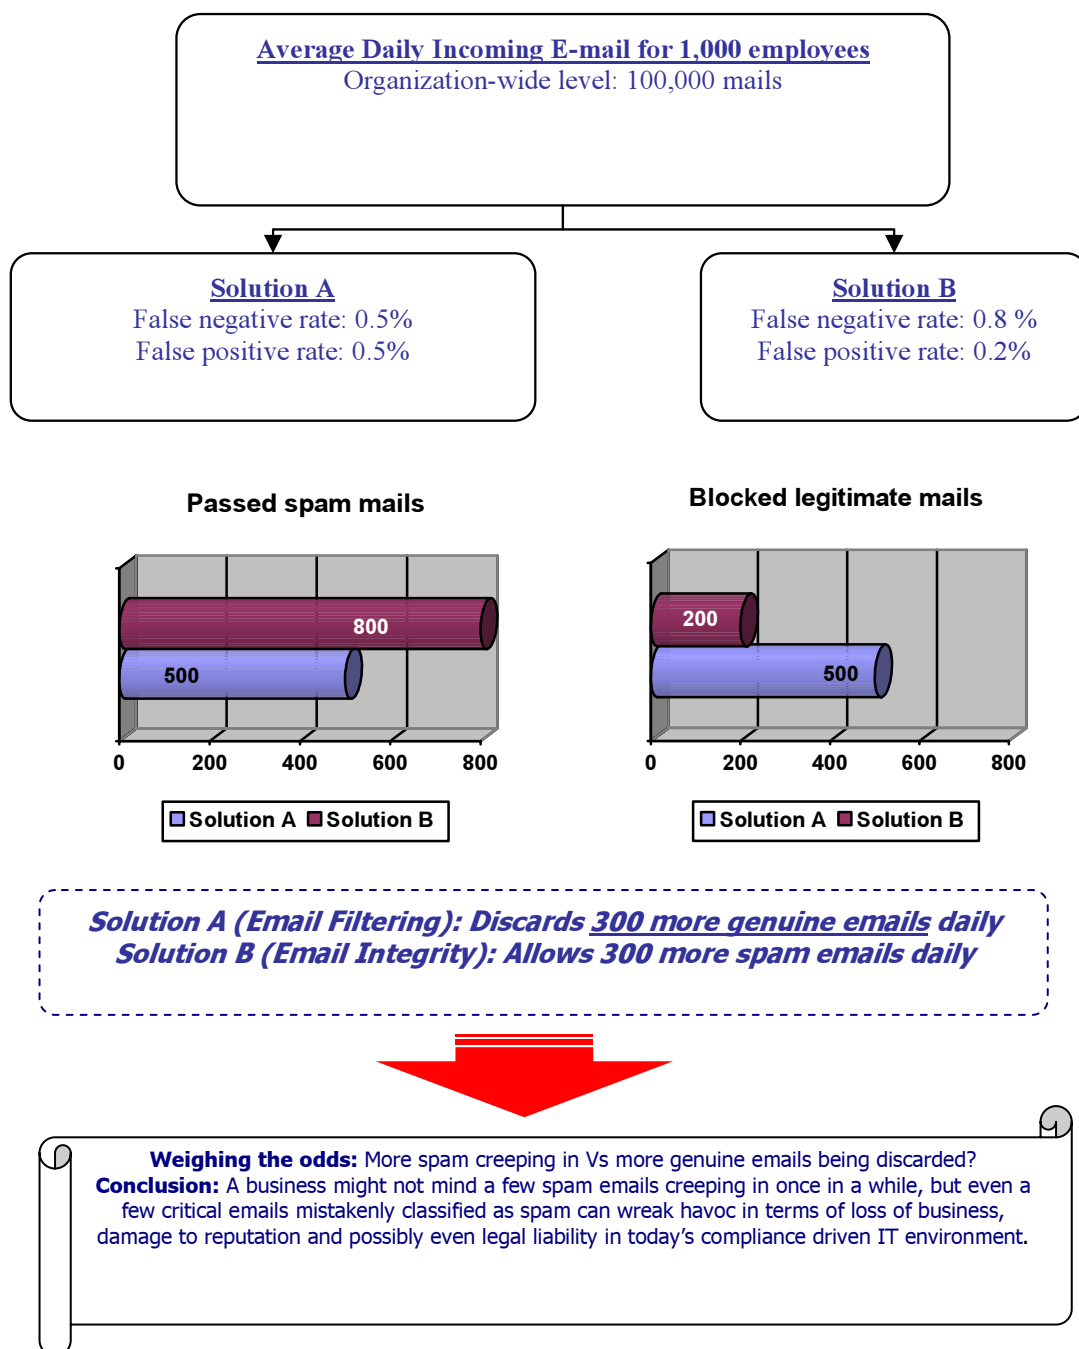 Average Daily Incoming E-mail for 1,000 employees
Organization-wide level: 100,000 mails
Solution A
False negative rate: 0.5%
False positive rate: 0.5%
Solution B
False negative rate: 0.8 %
False positive rate: 0.2%
Passed spam mails
800
500
0 200 400 600 800
Solution A Solution B
Blocked legitimate mails
200
500
0 200 400 600 800
Solution A Solution B
Solution A (Email Filtering): Discards 300 more genuine emails daily
Solution B (Email Integrity): Allows 300 more spam emails daily
Weighing the odds: More spam creeping in Vs more genuine emails being discarded?
Conclusion: A business might not mind a few spam emails creeping in once in a while, but even a
few critical emails mistakenly classified as spam can wreak havoc in terms of loss of business,
damage to reputation and possibly even legal liability in today’s compliance driven IT environment.